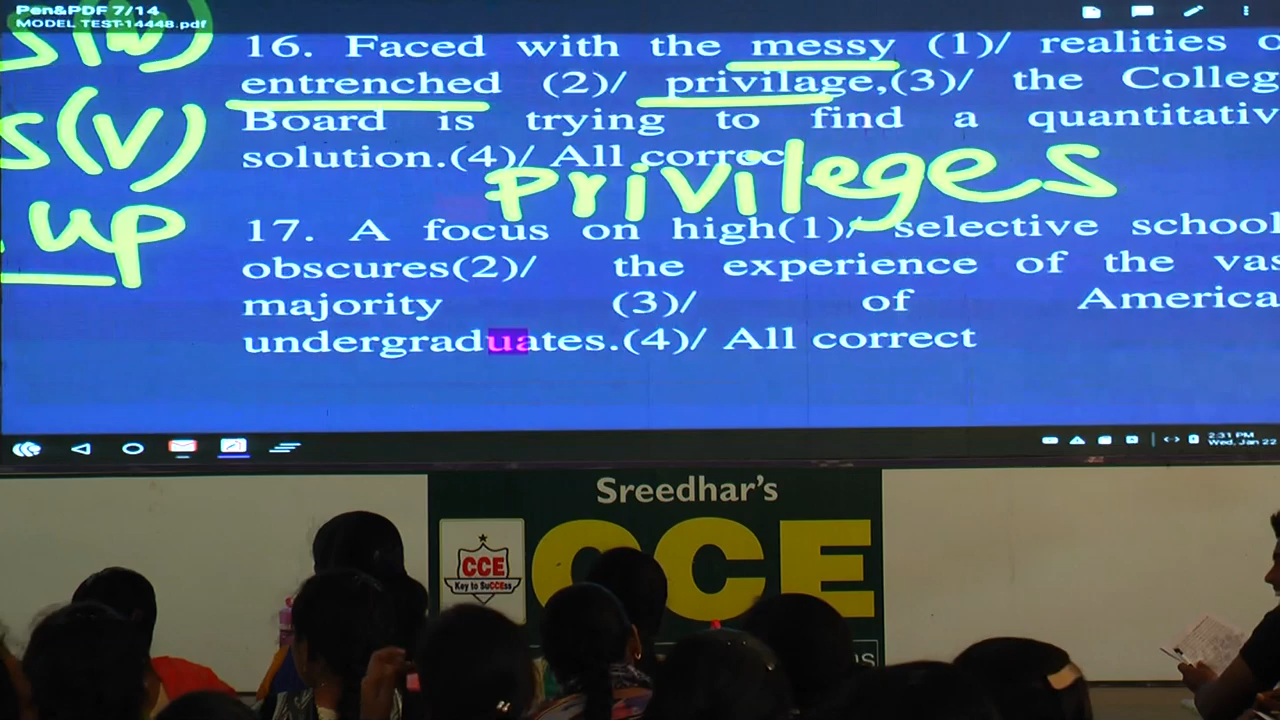 Pen&PDF 7/14
MODEL TEST-14448.pdf
S(V)
16. Faced with the messy (1)/ realities o
entrenched (2)/ privilage,(3)/ the Colleg
S(V)
Board is trying to find a quantitativ
solution.(4)/ All correc
privileges
up
17. A focus on high(1)/ selective school
obscures(2)/ the experience of the vas
majority (3)/ of America
undergraduates.(4)/ All correct
2:31 PM
Wed, Jan 22
Sreedhar's
CCE
CCE
Key to SuCCEss